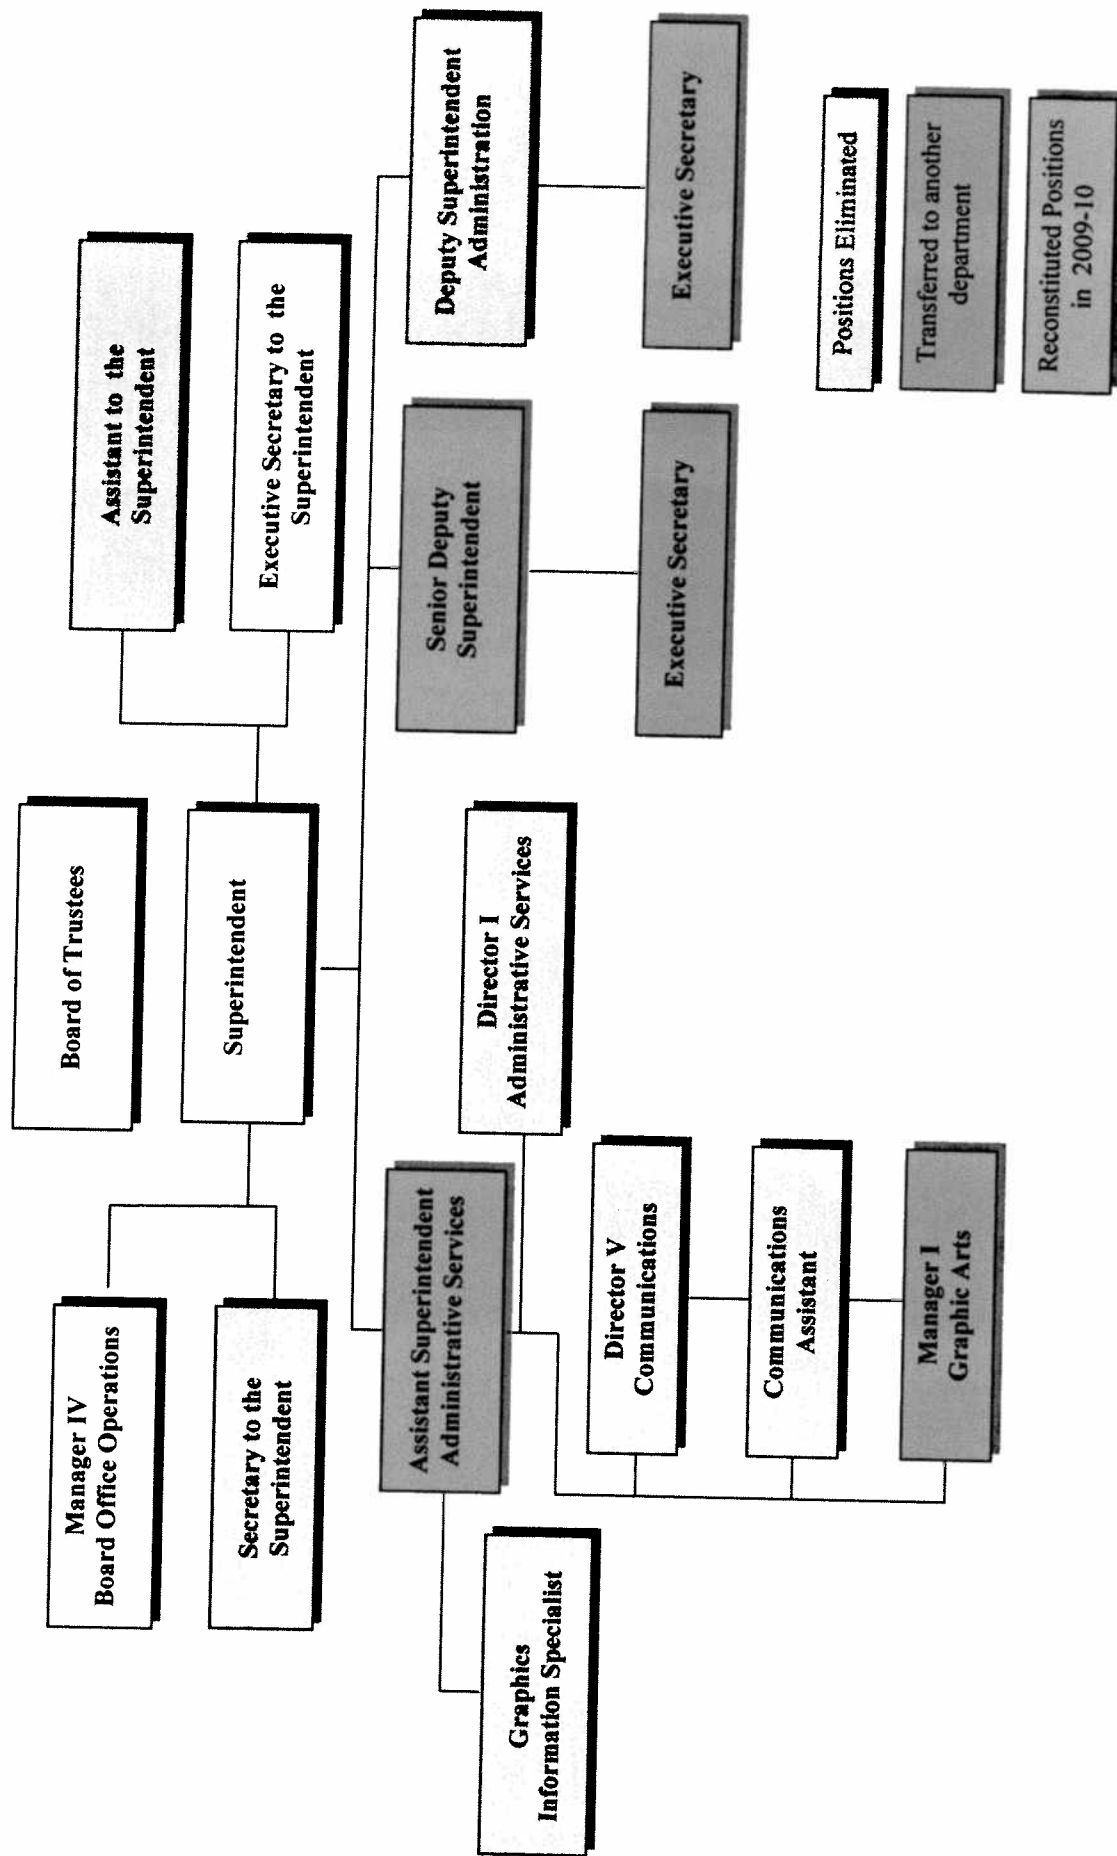 Board of Trustees
Manager IV
Board Office Operations
Assistant to the
Superintendent
Superintendent
Secretary to the
Superintendent
Executive Secretary to the
Superintendent
Assistant Superintendent
Administrative Services
Senior Deputy
Superintendent
Deputy Superintendent
Administration
Graphics
Information Specialist
Director I
Administrative Services
Director V
Communications
Executive Secretary
Executive Secretary
Communications
Assistant
Manager I
Graphic Arts
Positions Eliminated
Transferred to another
department
Reconstituted Positions
in 2009-10